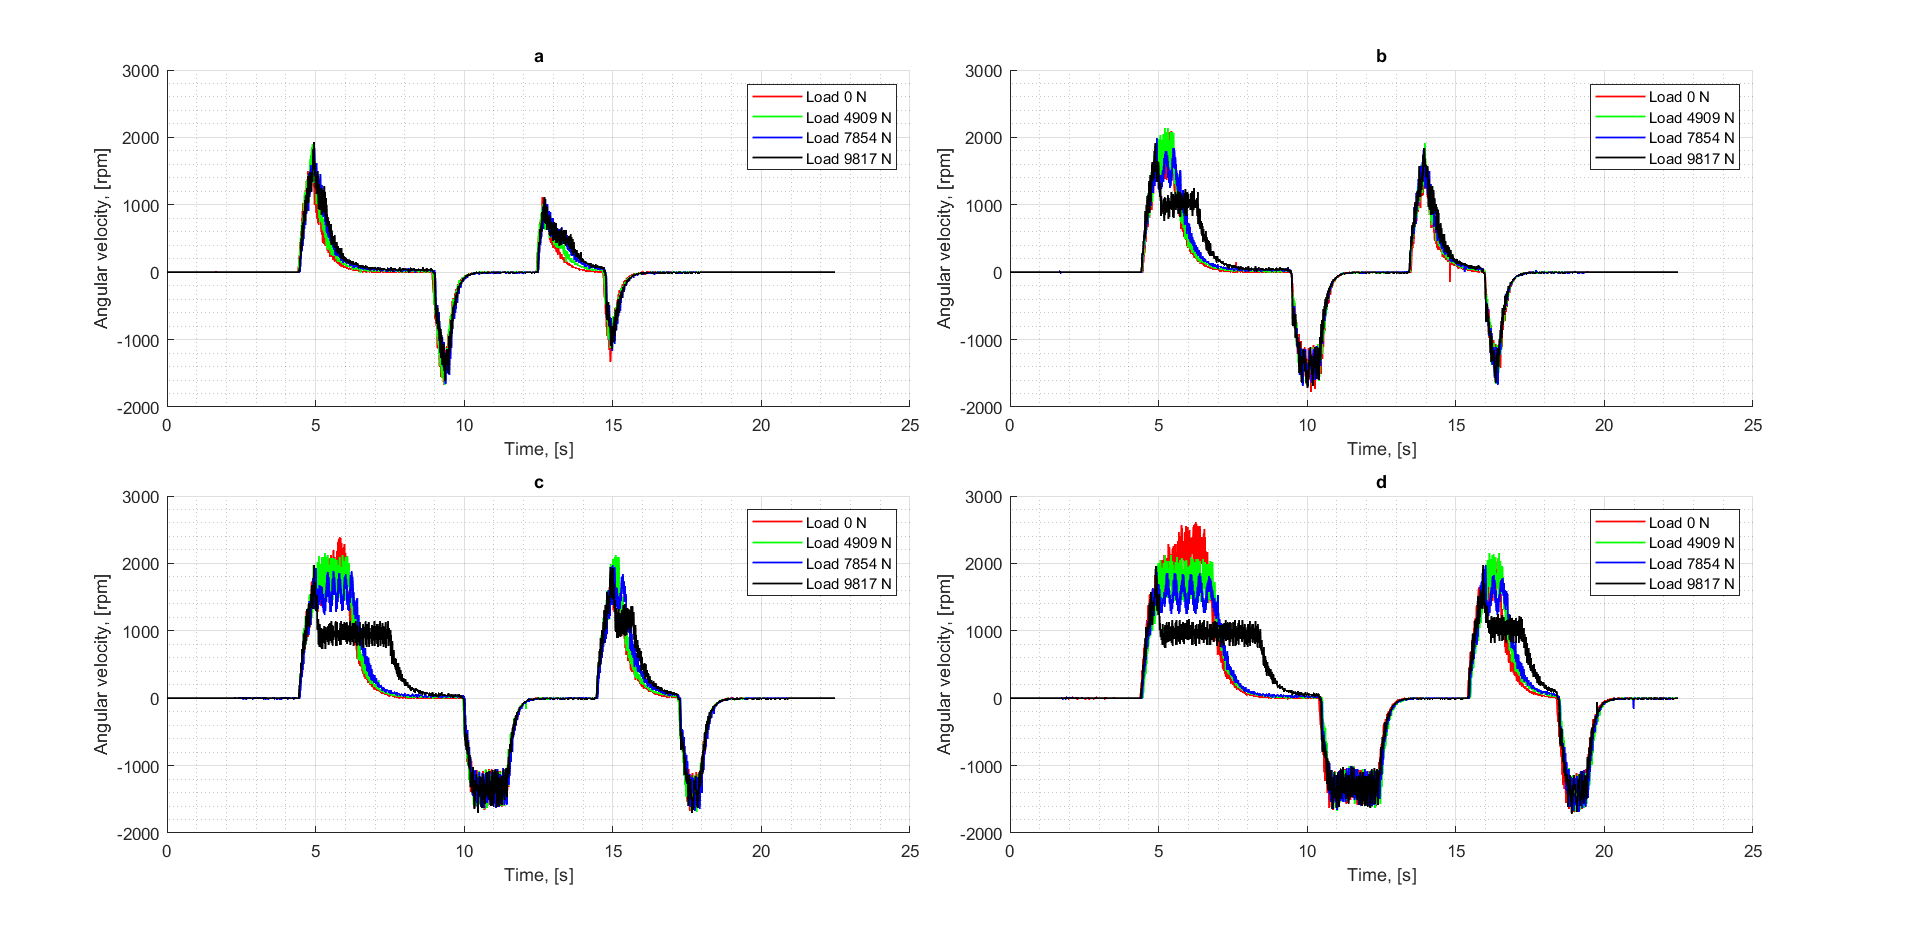 a
3000
2000
1000
0
-1000
-2000
Angular velocity, [rpm]
0 5 10 15 20 25
Time, [s]
Load 0 N
Load 4909 N
Load 7854 N
Load 9817 N
b
3000
2000
1000
0
-1000
-2000
Angular velocity, [rpm]
0 5 10 15 20 25
Time, [s]
Load 0 N
Load 4909 N
Load 7854 N
Load 9817 N
c
3000
2000
1000
0
-1000
-2000
Angular velocity, [rpm]
0 5 10 15 20 25
Time, [s]
Load 0 N
Load 4909 N
Load 7854 N
Load 9817 N
d
3000
2000
1000
0
-1000
-2000
Angular velocity, [rpm]
0 5 10 15 20 25
Time, [s]
Load 0 N
Load 4909 N
Load 7854 N
Load 9817 N